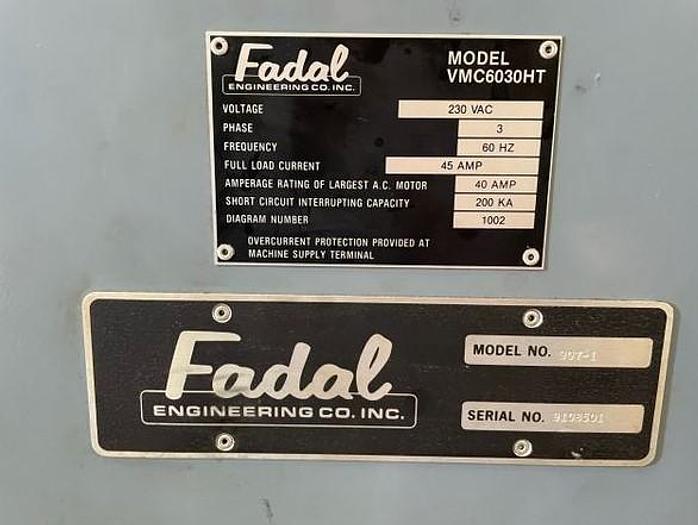 Fadal
ENGINEERING CO. INC.
MODEL
VMC6030HT
VOLTAGE 230 VAC
PHASE 3
FREQUENCY 60 HZ
FULL LOAD CURRENT 45 AMP
AMPERAGE RATING OF LARGEST A.C. MOTOR 40 AMP
SHORT CIRCUIT INTERRUPTING CAPACITY 200 KA
DIAGRAM NUMBER 1002
OVERCURRENT PROTECTION PROVIDED AT
MACHINE SUPPLY TERMINAL
Fadal
ENGINEERING CO. INC.
MODEL NO. 907-1
SERIAL NO.